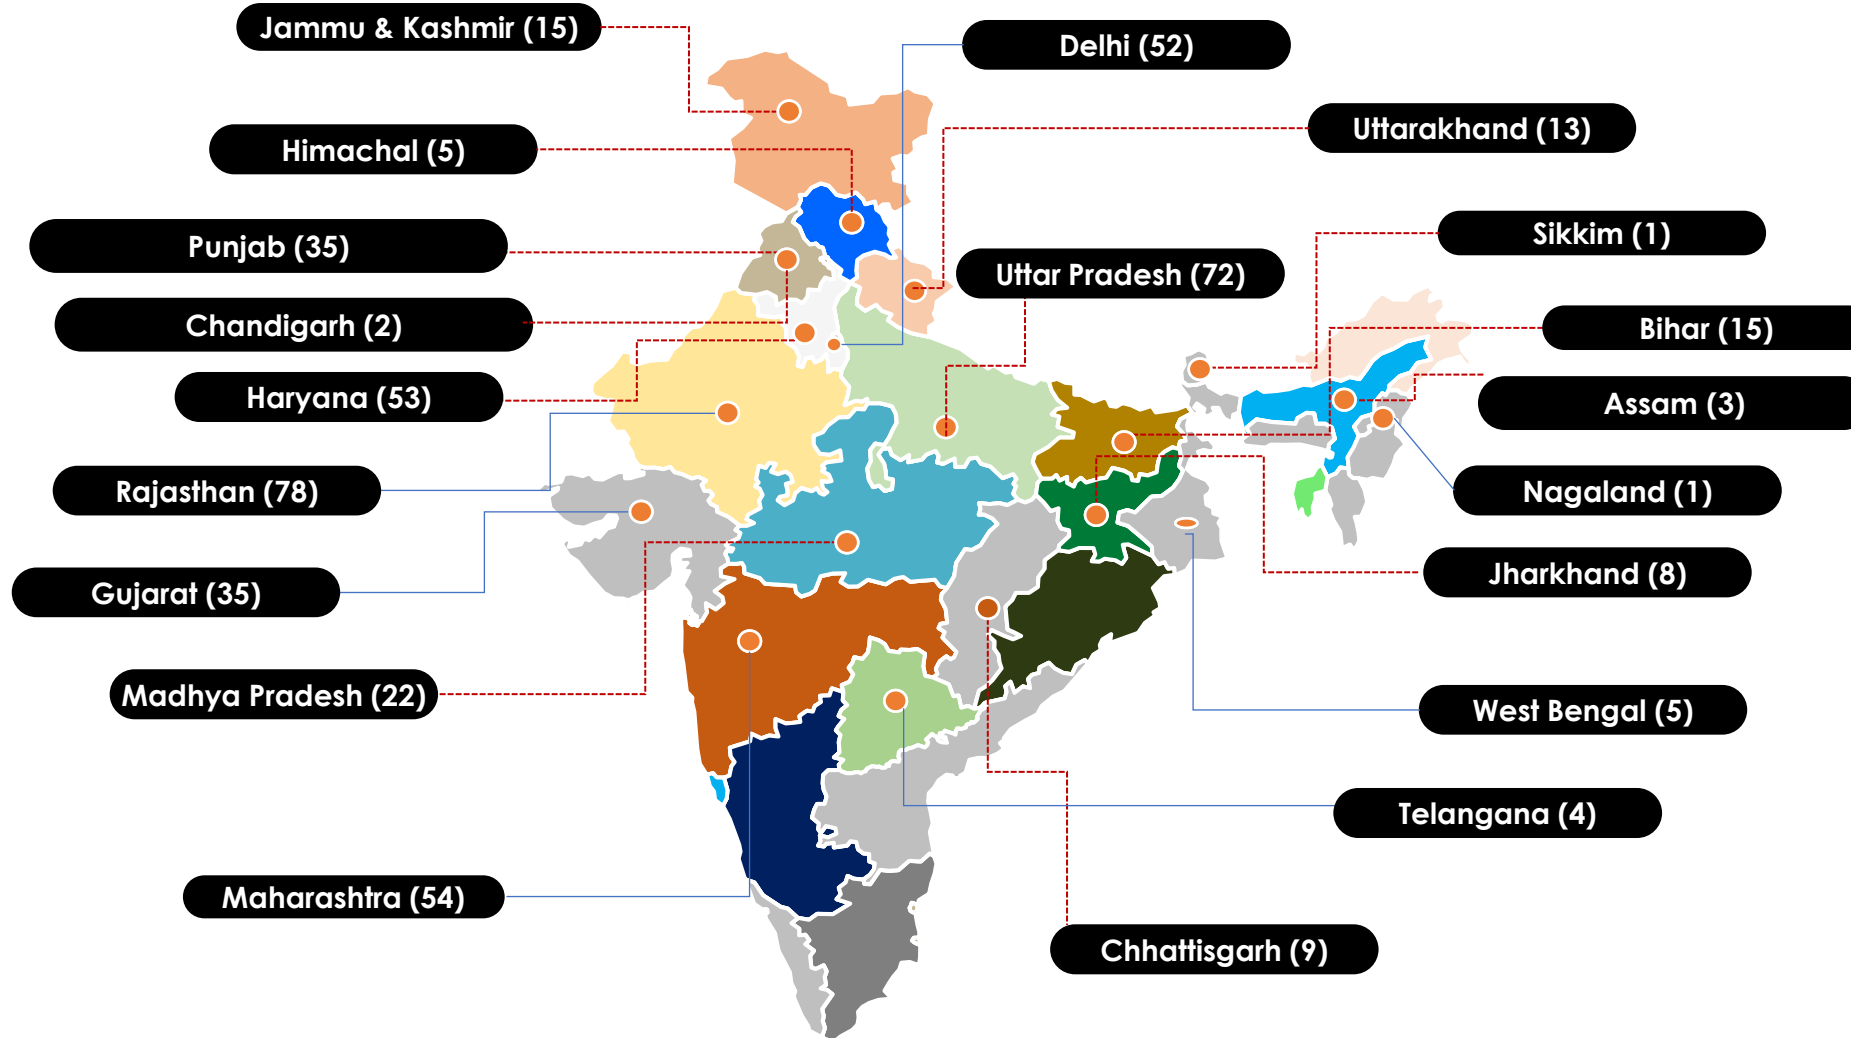 Jammu & Kashmir (15)
Delhi (52)
Uttarakhand (13)
Himachal (5)
Sikkim (1)
Punjab (35)
Uttar Pradesh (72)
Chandigarh (2)
Bihar (15)
Haryana (53)
Assam (3)
Rajasthan (78)
Nagaland (1)
Jharkhand (8)
Gujarat (35)
Madhya Pradesh (22)
West Bengal (5)
Telangana (4)
Maharashtra (54)
Chhattisgarh (9)